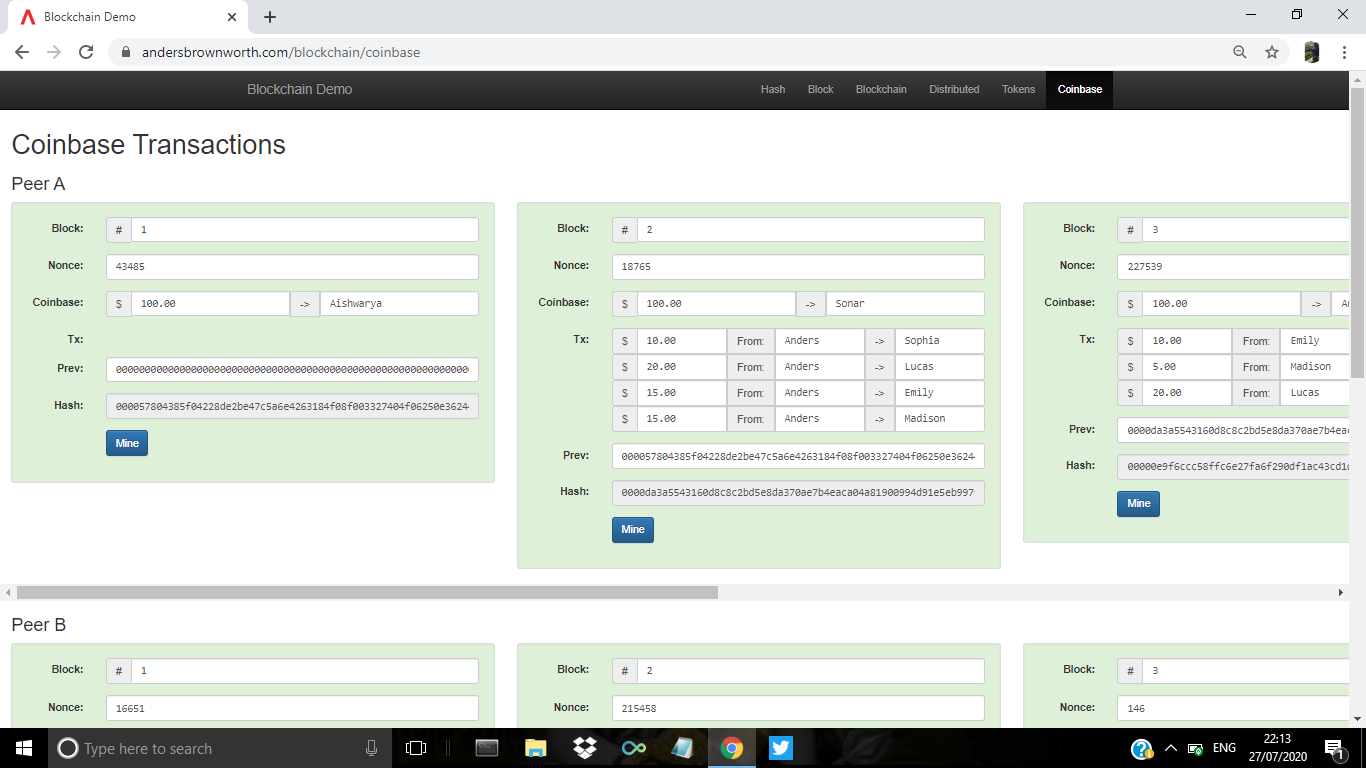 Blockchain Demo
andersbrownworth.com/blockchain/coinbase
Blockchain Demo Hash Block Blockchain Distributed Tokens Coinbase
Coinbase Transactions
Peer A
Block: # 1
Nonce: 43485
Coinbase: $ 100.00 -> Aishwarya
Tx:
Prev: 00000000000000000000000000000000000000000000000000000000000000
Hash: 000057804385f04228de2be47c5a6e4263184f08f003327404f06250e3624
Mine
Block: # 2
Nonce: 18765
Coinbase: $ 100.00 -> Sonar
Tx: $ 10.00 From: Anders -> Sophia
$ 20.00 From: Anders -> Lucas
$ 15.00 From: Anders -> Emily
$ 15.00 From: Anders -> Madison
Prev: 000057804385f04228de2be47c5a6e4263184f08f003327404f06250e3624
Hash: 0000da3a5543160d8c8c2bd5e8da370ae7b4eaca04a81900994d91e5eb997
Mine
Block: # 3
Nonce: 227539
Coinbase: $ 100.00 ->
Tx: $ 10.00 From: Emily
$ 5.00 From: Madison
$ 20.00 From: Lucas
Prev: 0000da3a5543160d8c8c2bd5e8da370ae7b4eac
Hash: 00000e9f6ccc58ffc6e27fa6f290df1ac43cd1
Mine
Peer B
Block: # 1
Nonce: 16651
Block: # 2
Nonce: 215458
Block: # 3
Nonce: 146
Type here to search
ENG
22:13
27/07/2020
1